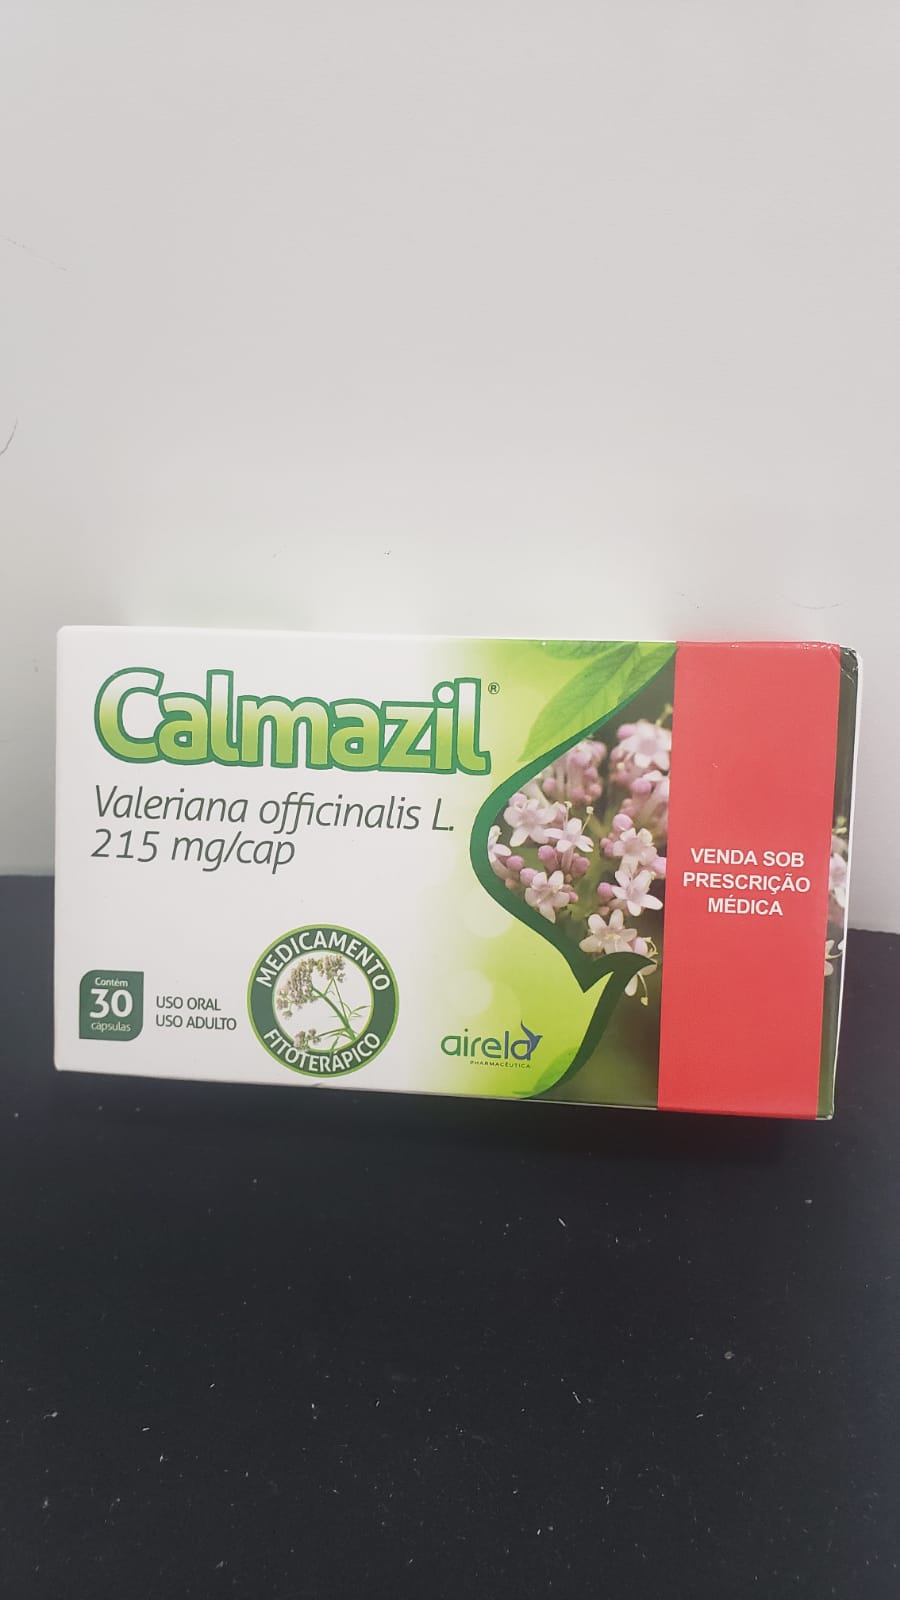 Calmazil®
Valeriana officinalis L.
215 mg/cap
Contém
30
cápsulas
USO ORAL
USO ADULTO
MEDICAMENTO
FITOTERÁPICO
airela
PHARMACÊUTICA
VENDA SOB
PRESCRIÇÃO
MÉDICA